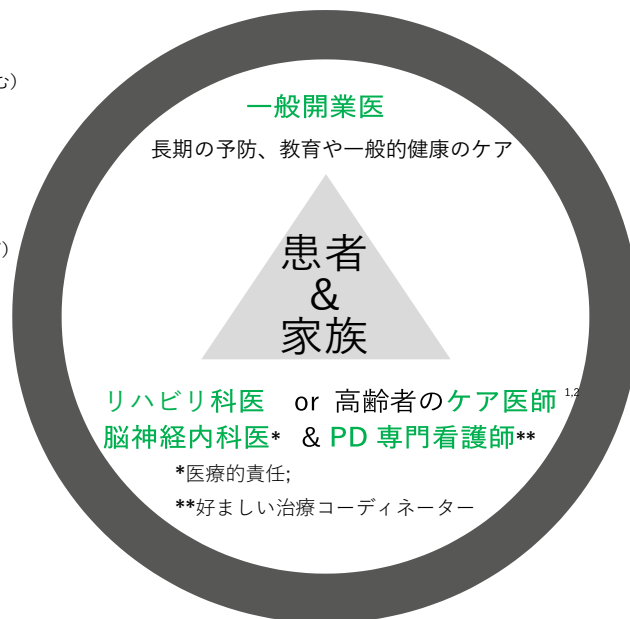 む）
一般開業医
長期の予防、教育や一般的健康のケア
）
患者
&
家族
リハビリ科医 or 高齢者のケア医師 1,2
脳神経内科医* & PD 専門看護師**
*医療的責任;
**好ましい治療コーディネーター